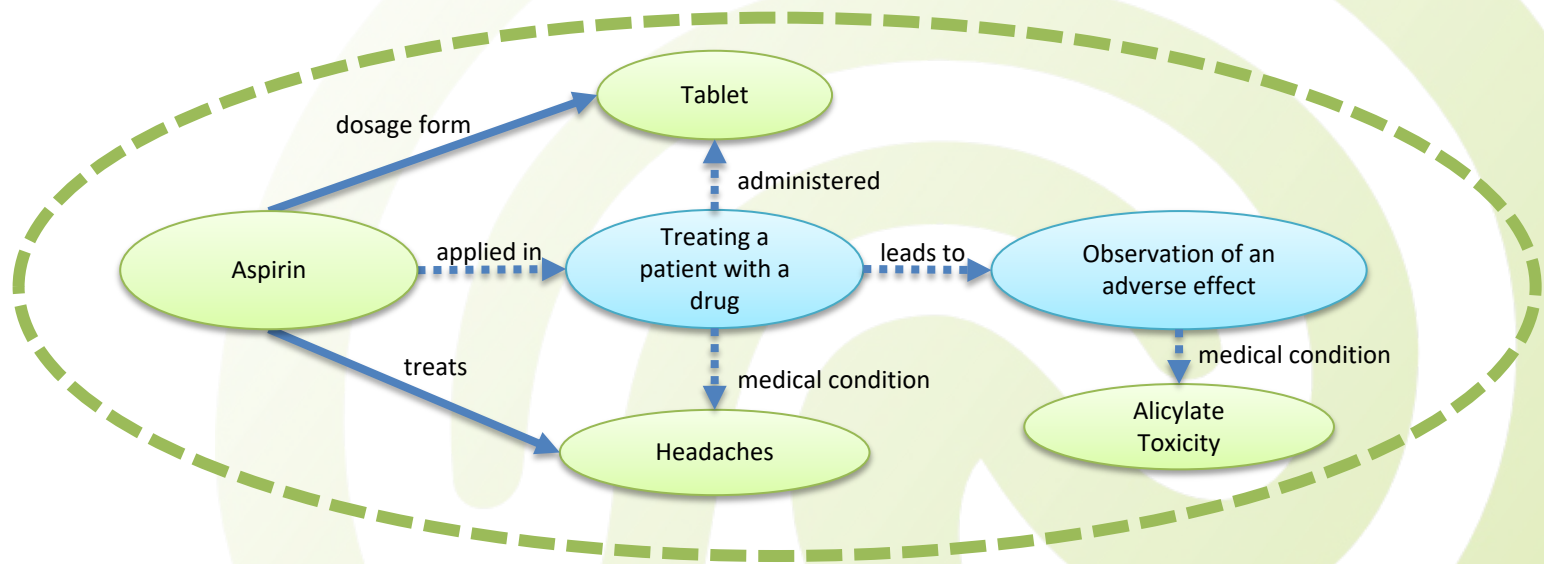 Tablet
dosage form
administered
Aspirin
applied in
Treating a
patient with a
drug
leads to
Observation of an
adverse effect
treats
medical condition
medical condition
Headaches
Alicylate
Toxicity